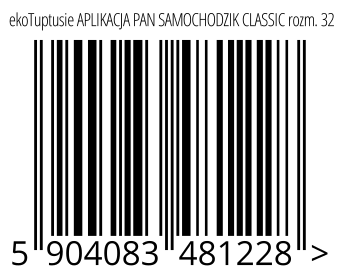 ekoTuptusie APLIKACJA PAN SAMOCHODZIK CLASSIC rozm. 32
5 904083 481228 >